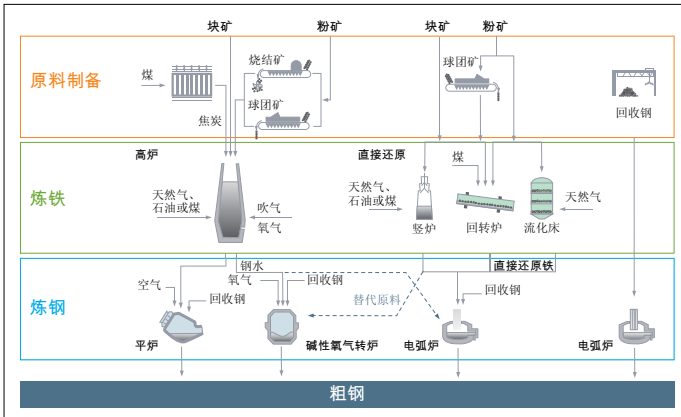 块矿
粉矿
块矿
粉矿
原料制备
煤
烧结矿
球团矿
焦炭
球团矿
回收钢
高炉
直接还原
炼铁
天然气、
石油或煤
吹气
氧气
天然气、
石油或煤
煤
竖炉
回转炉
流化床
天然气
炼钢
钢水
空气
回收钢
氧气
回收钢
替代原料
直接还原铁
回收钢
平炉
碱性氧气转炉
电弧炉
电弧炉
粗钢